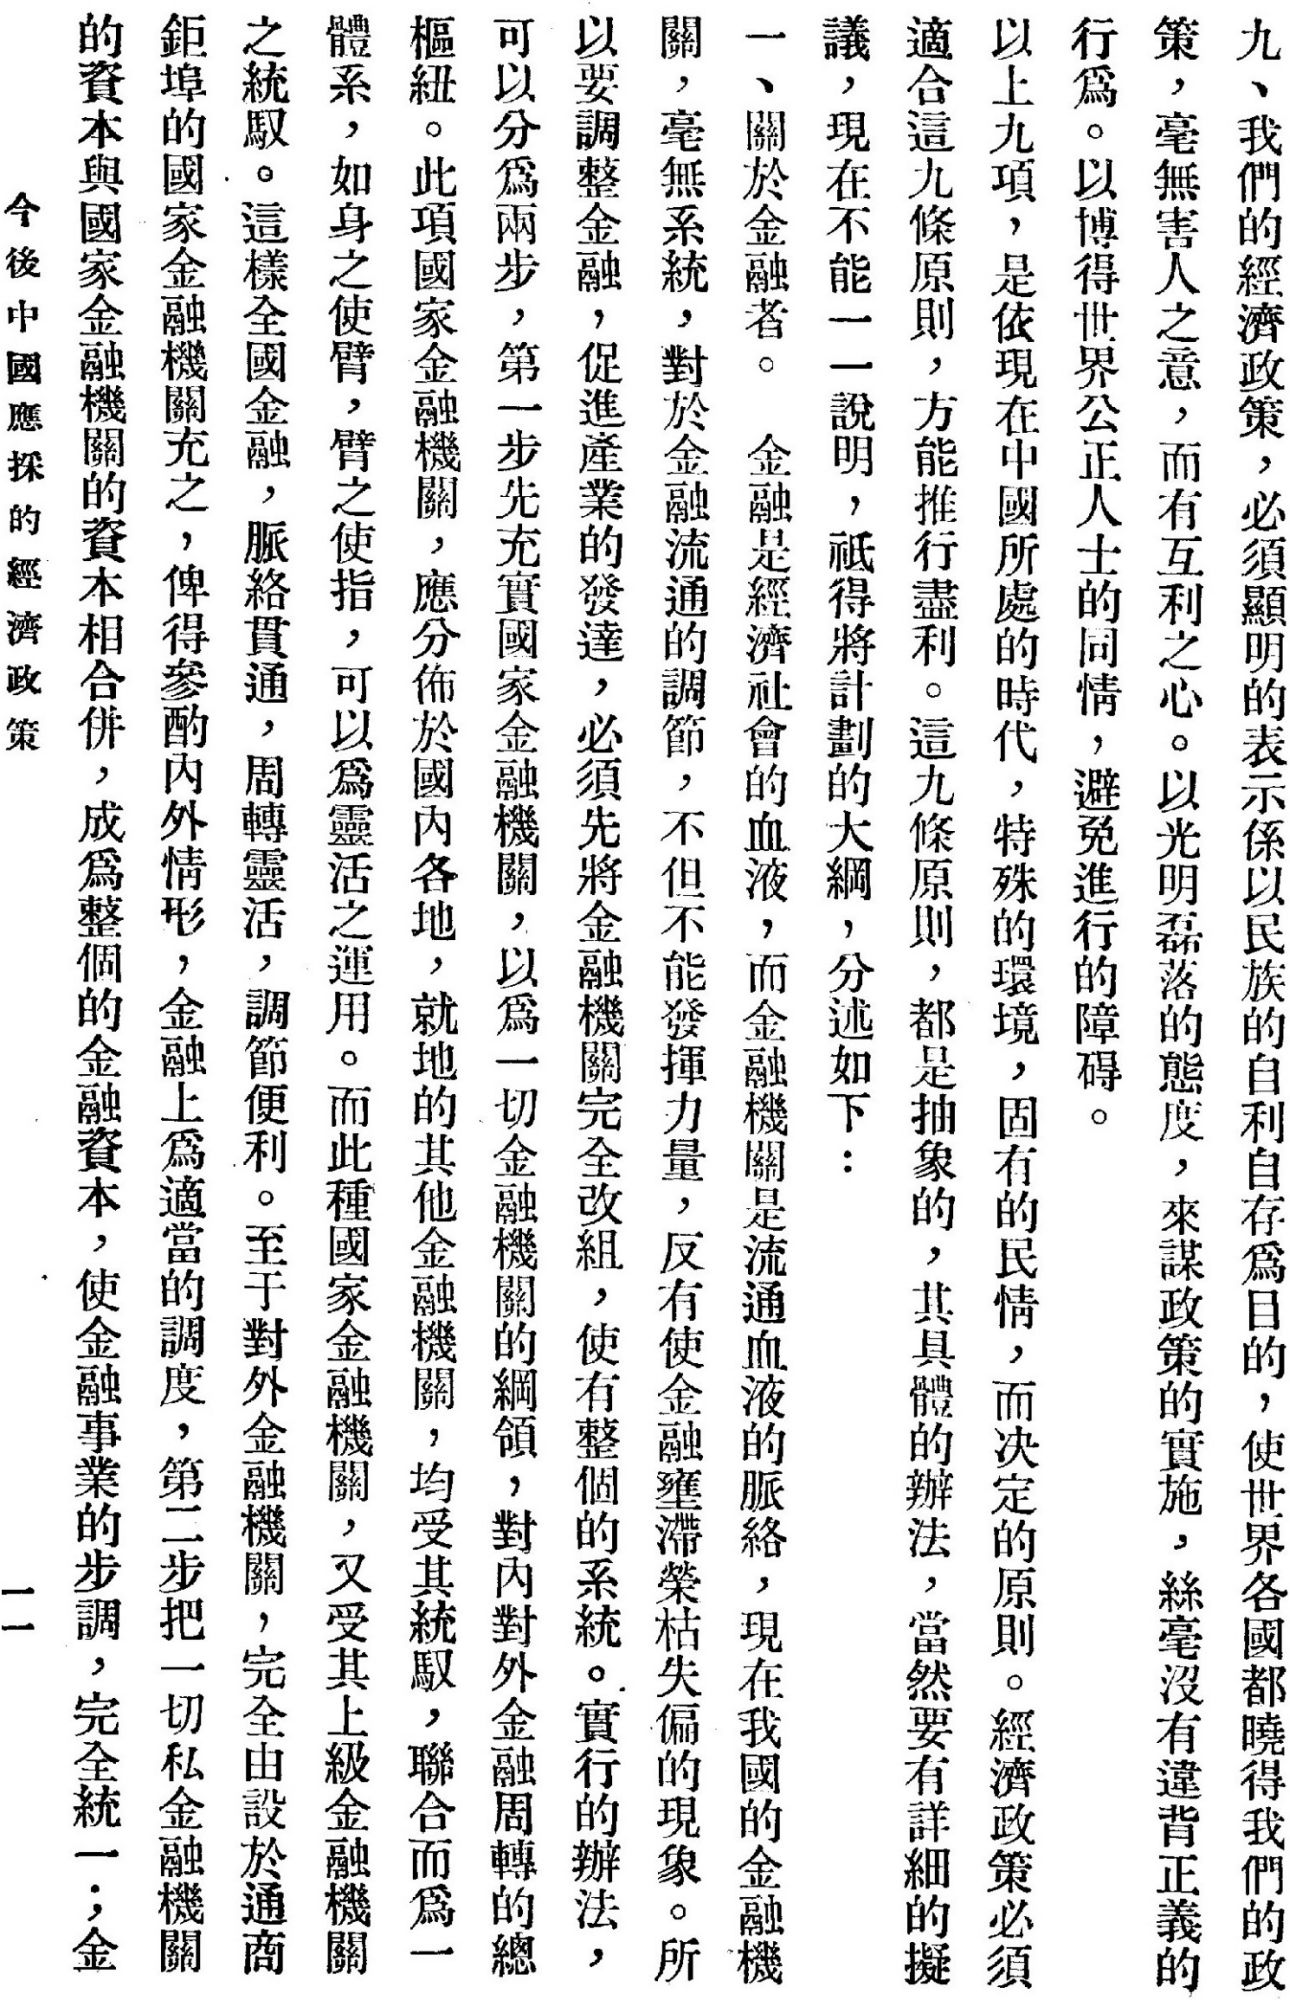 九、我們的經濟政策，必須顯明的表示係以民族的自利自存爲目的，使世界各國都曉得我們的政
策，毫無害人之意，而有互利之心。以光明磊落的態度，來謀政策的實施，絲毫沒有違背正義的
行爲。以博得世界公正人士的同情，避免進行的障碍。
以上九項，是依現在中國所處的時代，特殊的環境，固有的民情，而决定的原則。經濟政策必須
適合這九條原則，方能推行盡利。這九條原則，都是抽象的，其具體的辦法，當然要有詳細的擬
議，現在不能一一說明，祗得將計劃的大綱，分述如下：
一、關於金融者。　金融是經濟社會的血液，而金融機關是流通血液的脈絡，現在我國的金融機
關，毫無系統，對於金融流通的調節，不但不能發揮力量，反有使金融壅滯榮枯失偏的現象。所
以要調整金融，促進產業的發達，必須先將金融機關完全改組，使有整個的系統。實行的辦法，
可以分爲兩步，第一步先充實國家金融機關，以爲一切金融機關的綱領，對內對外金融周轉的總
樞紐。此項國家金融機關，應分佈於國內各地，就地的其他金融機關，均受其統馭，聯合而爲一
體系，如身之使臂，臂之使指，可以爲靈活之運用。而此種國家金融機關，又受其上級金融機關
之統馭。這樣全國金融，脈絡貫通，周轉靈活，調節便利。至于對外金融機關，完全由設於通商
鉅埠的國家金融機關充之，俾得參酌內外情形，金融上爲適當的調度，第二步把一切私金融機關
的資本與國家金融機關的資本相合併，成爲整個的金融資本，使金融事業的步調，完全統一；金
今後中國應採的經濟政策　一一